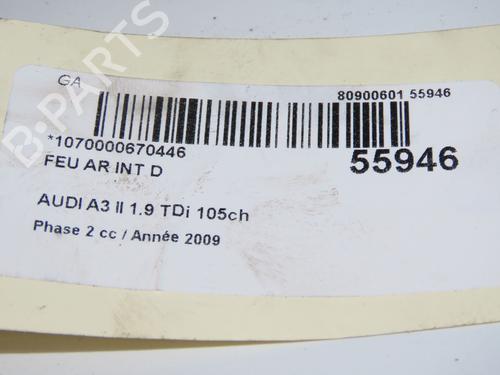 GA
80900601 55946
*1070000670446
55946
FEU AR INT D
AUDI A3 II 1.9 TDi 105ch
Phase 2 cc / Année 2009
B-PARTS